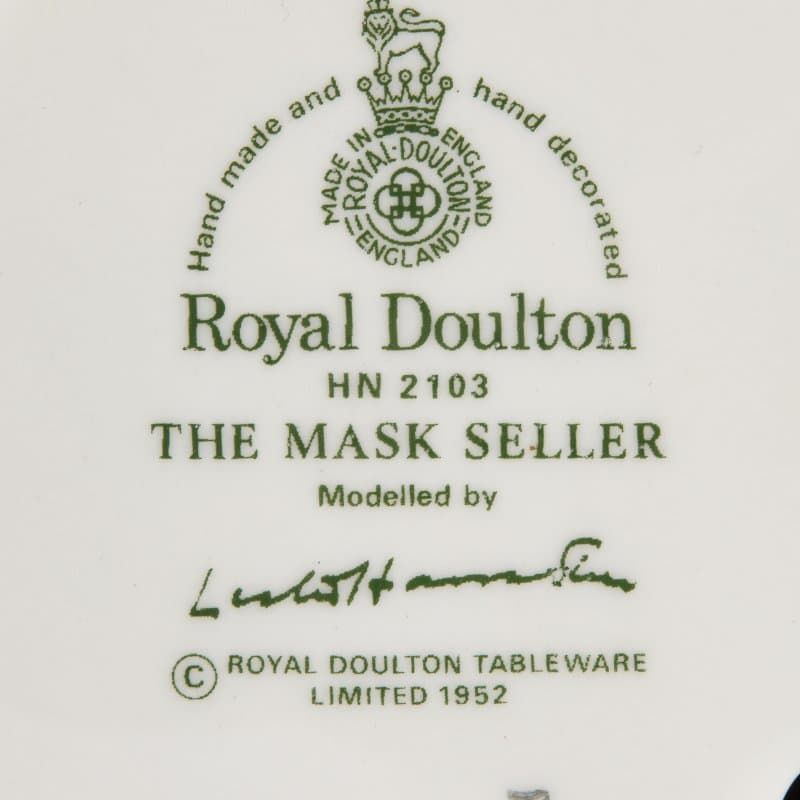 Hand made and hand decorated
MADE IN ENGLAND
ROYAL·DOULTON
ENGLAND
Royal Doulton
HN 2103
THE MASK SELLER
Modelled by
© ROYAL DOULTON TABLEWARE
LIMITED 1952